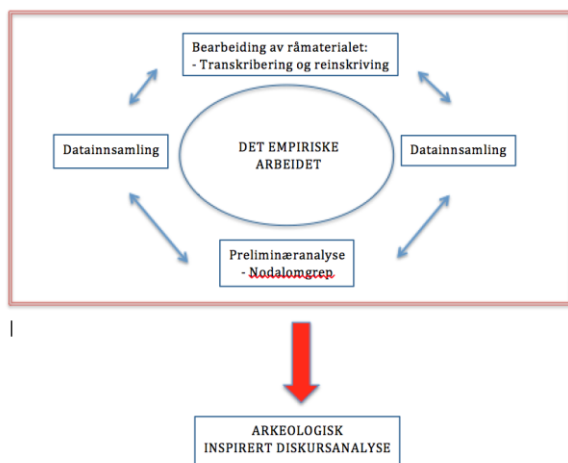 Bearbeiding av råmaterialet:
- Transkribering og reinskriving
Datainnsamling
DET EMPIRISKE
ARBEIDET
Datainnsamling
Preliminæranalyse
- Nodalomgrep
ARKEOLOGISK
INSPIRERT DISKURSANALYSE